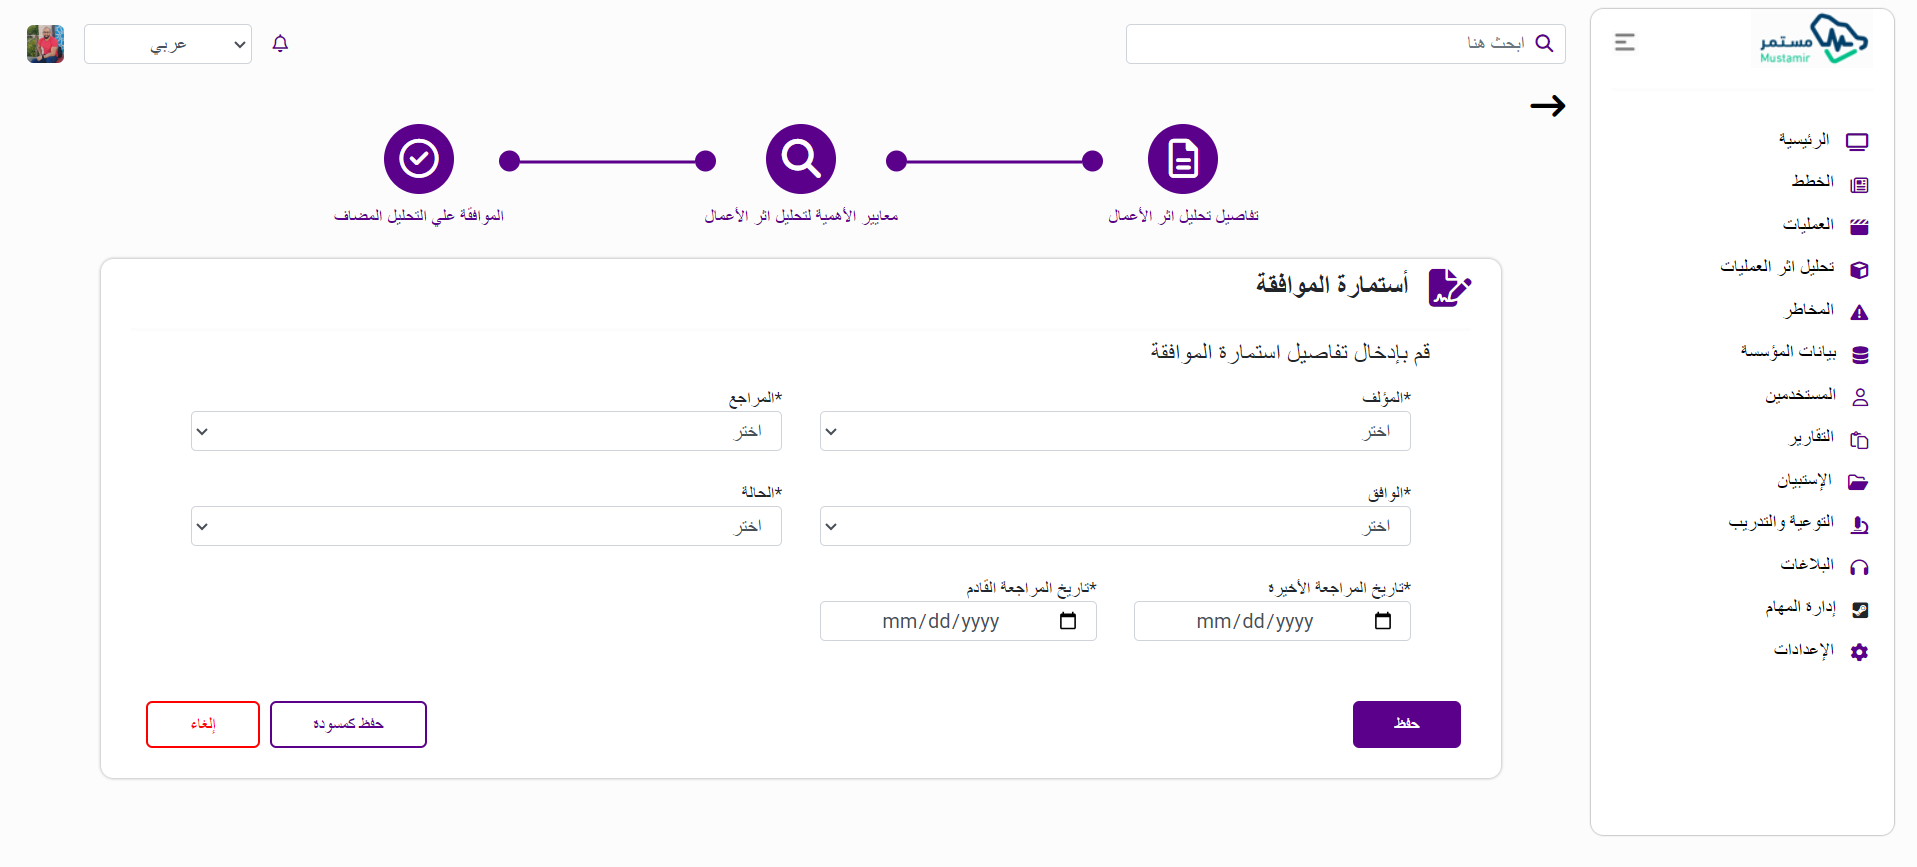 مستمر
Mustamir
ابحث هنا
عربي
الرئيسية
الخطط
العمليات
تحليل اثر العمليات
المخاطر
بيانات المؤسسة
المستخدمين
التقارير
الإستبيان
التوعية والتدريب
البلاغات
إدارة المهام
الإعدادات
تفاصيل تحليل اثر الأعمال
معايير الأهمية لتحليل اثر الأعمال
الموافقة علي التحليل المضاف
أستمارة الموافقة
قم بإدخال تفاصيل استمارة الموافقة
*المؤلف
*المراجع
اختر
اختر
*الوافق
*الحالة
اختر
اختر
*تاريخ المراجعة الأخيرة
*تاريخ المراجعة القادم
mm/dd/yyyy
mm/dd/yyyy
حفظ
حفظ كمسودة
إلغاء